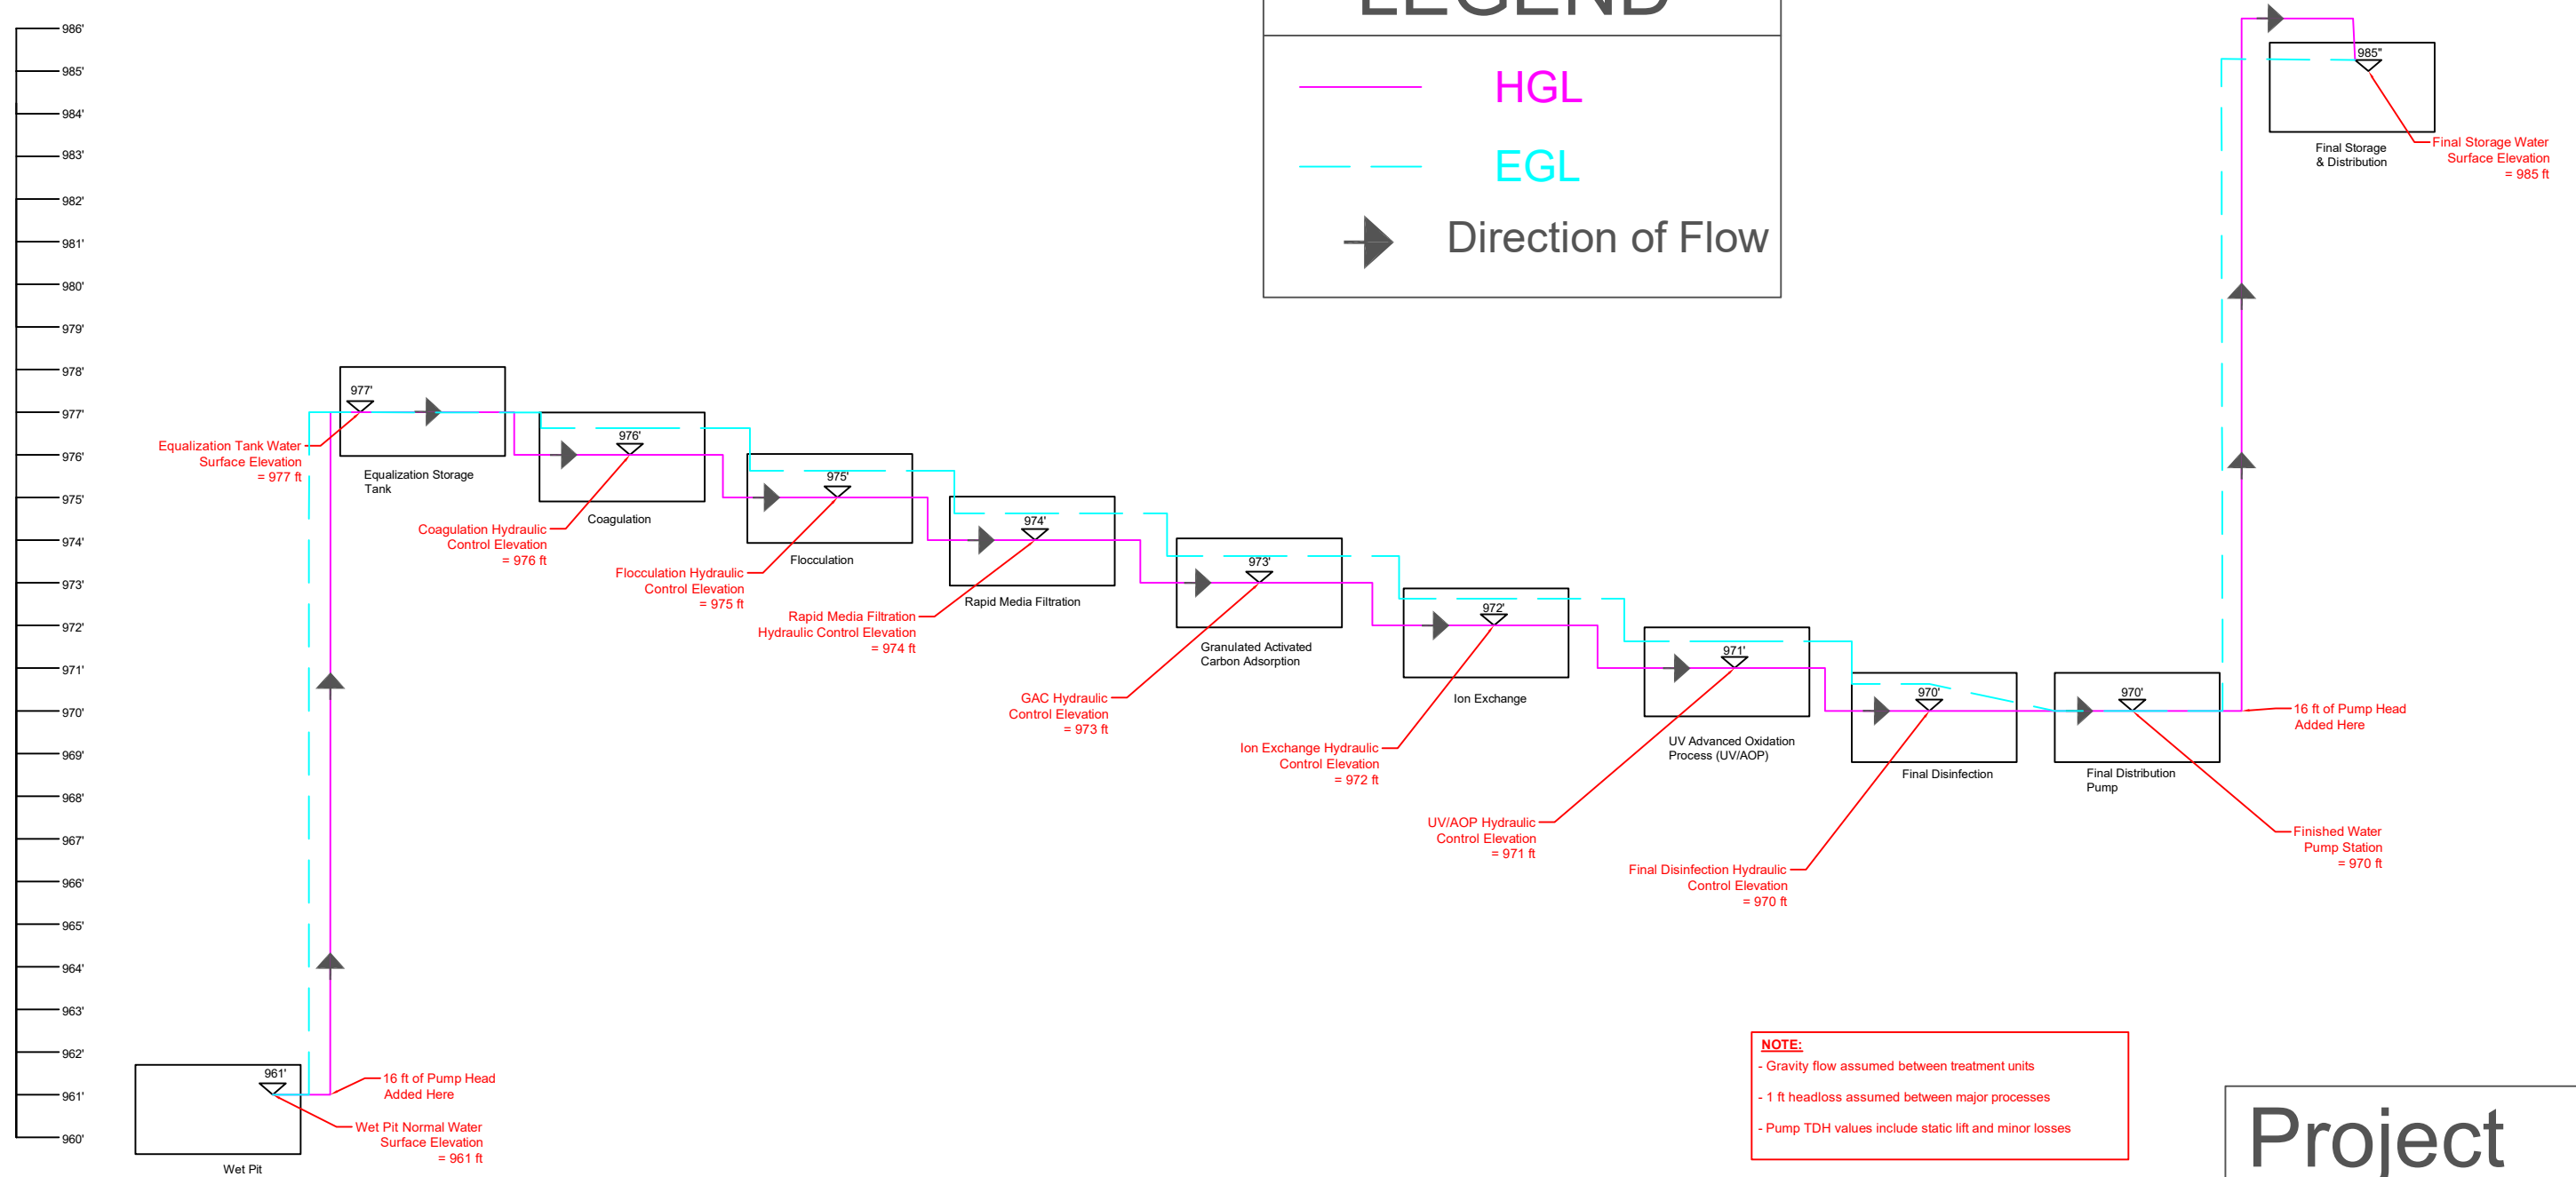 LEGEND
HGL
EGL
Direction of Flow
986'
985'
984'
983'
982'
981'
980'
979'
978'
977'
976'
975'
974'
973'
972'
971'
970'
969'
968'
967'
966'
965'
964'
963'
962'
961'
960'
961'
Wet Pit
16 ft of Pump Head
Added Here
Wet Pit Normal Water
Surface Elevation
= 961 ft
977'
Equalization Tank Water
Surface Elevation
= 977 ft
Equalization Storage
Tank
976'
Coagulation
Coagulation Hydraulic
Control Elevation
= 976 ft
975'
Flocculation
Flocculation Hydraulic
Control Elevation
= 975 ft
974'
Rapid Media Filtration
Rapid Media Filtration
Hydraulic Control Elevation
= 974 ft
973'
Granulated Activated
Carbon Adsorption
GAC Hydraulic
Control Elevation
= 973 ft
972'
Ion Exchange
Ion Exchange Hydraulic
Control Elevation
= 972 ft
971'
UV Advanced Oxidation
Process (UV/AOP)
UV/AOP Hydraulic
Control Elevation
= 971 ft
970'
Final Disinfection
Final Disinfection Hydraulic
Control Elevation
= 970 ft
970'
Final Distribution
Pump
16 ft of Pump Head
Added Here
Finished Water
Pump Station
= 970 ft
985"
Final Storage
& Distribution
Final Storage Water
Surface Elevation
= 985 ft
NOTE:
- Gravity flow assumed between treatment units
- 1 ft headloss assumed between major processes
- Pump TDH values include static lift and minor losses
Project